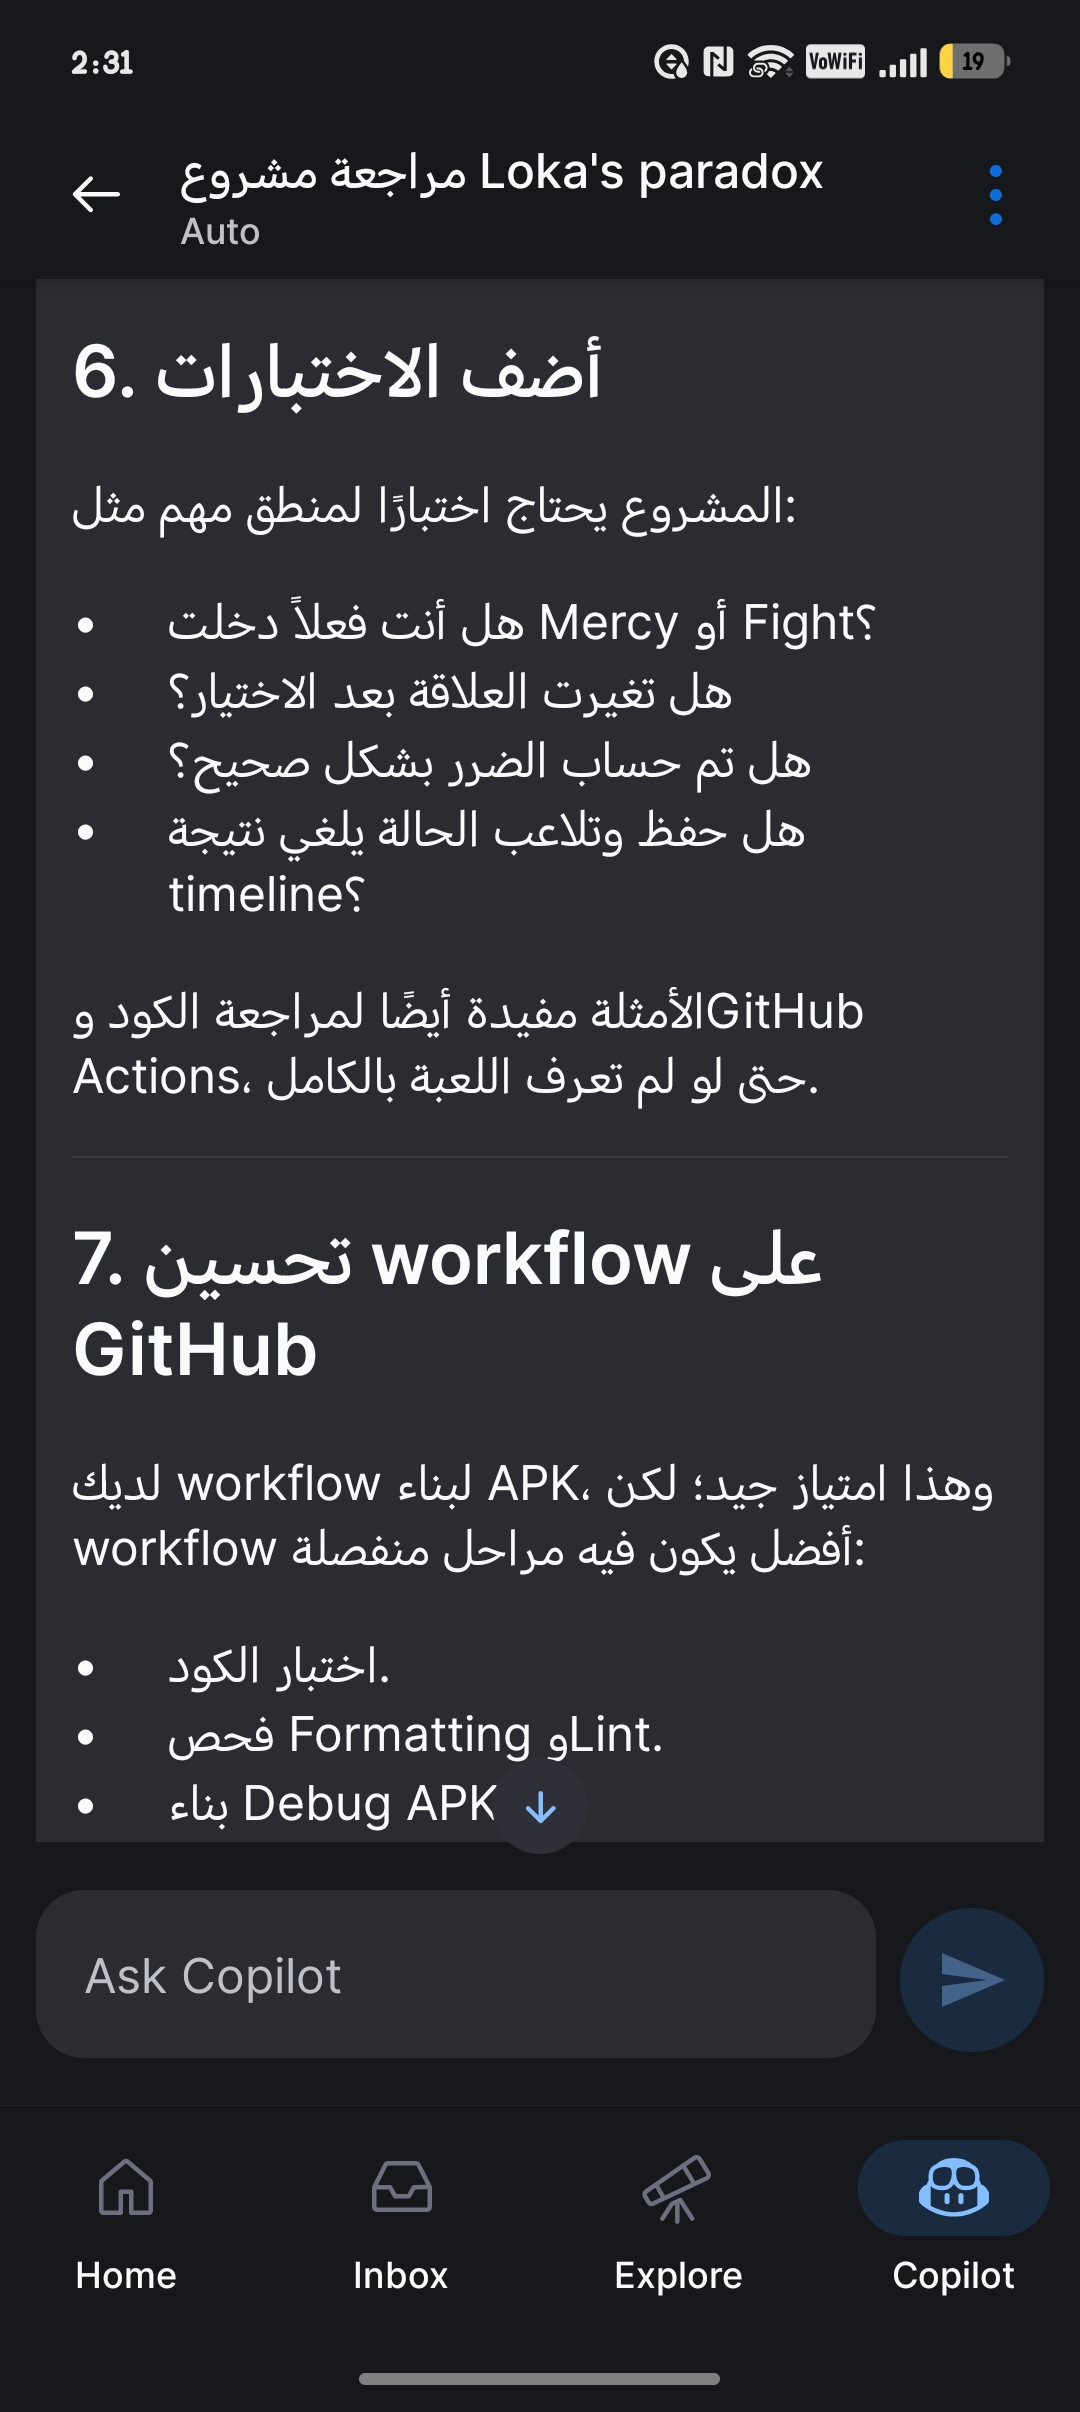 2:31
VoWiFi
19
مراجعة مشروع Loka's paradox
Auto
6. أضف الاختبارات
المشروع يحتاج اختبارًا لمنطق مهم مثل:
هل أنت فعلاً دخلت Mercy أو Fight؟
هل تغيرت العلاقة بعد الاختيار؟
هل تم حساب الضرر بشكل صحيح؟
هل حفظ وتلاعب الحالة يلغي نتيجة
timeline؟
الأمثلة مفيدة أيضًا لمراجعة الكود و GitHub
Actions، حتى لو لم تعرف اللعبة بالكامل.
7. تحسين workflow على
GitHub
لديك workflow لبناء APK، وهذا امتياز جيد؛ لكن
workflow أفضل يكون فيه مراحل منفصلة:
اختبار الكود.
فحص Formatting وLint.
بناء Debug APK
Ask Copilot
Home
Inbox
Explore
Copilot